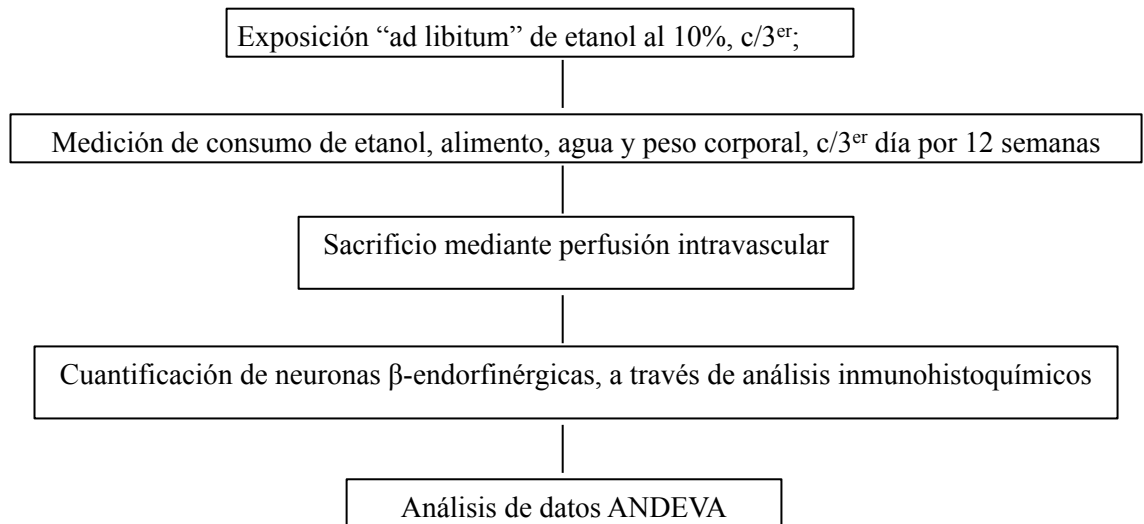 Exposición “ad libitum” de etanol al 10%, c/3er;
Medición de consumo de etanol, alimento, agua y peso corporal, c/3er día por 12 semanas
Sacrificio mediante perfusión intravascular
Cuantificación de neuronas β-endorfinérgicas, a través de análisis inmunohistoquímicos
Análisis de datos ANDEVA